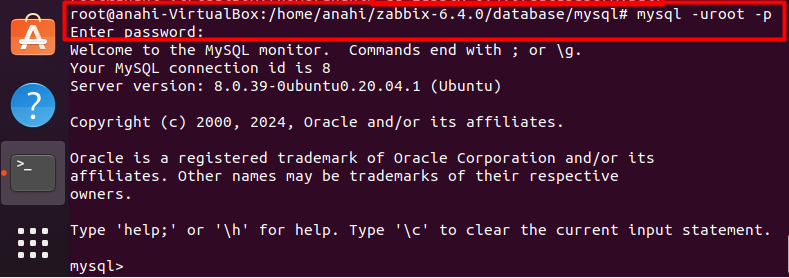 root@anahi-VirtualBox:/home/anahi/zabbix-6.4.0/database/mysql# mysql -uroot -p
Enter password:
Welcome to the MySQL monitor.  Commands end with ; or \g.
Your MySQL connection id is 8
Server version: 8.0.39-0ubuntu0.20.04.1 (Ubuntu)

Copyright (c) 2000, 2024, Oracle and/or its affiliates.

Oracle is a registered trademark of Oracle Corporation and/or its
affiliates. Other names may be trademarks of their respective
owners.

Type 'help;' or '\h' for help. Type '\c' to clear the current input statement.

mysql>